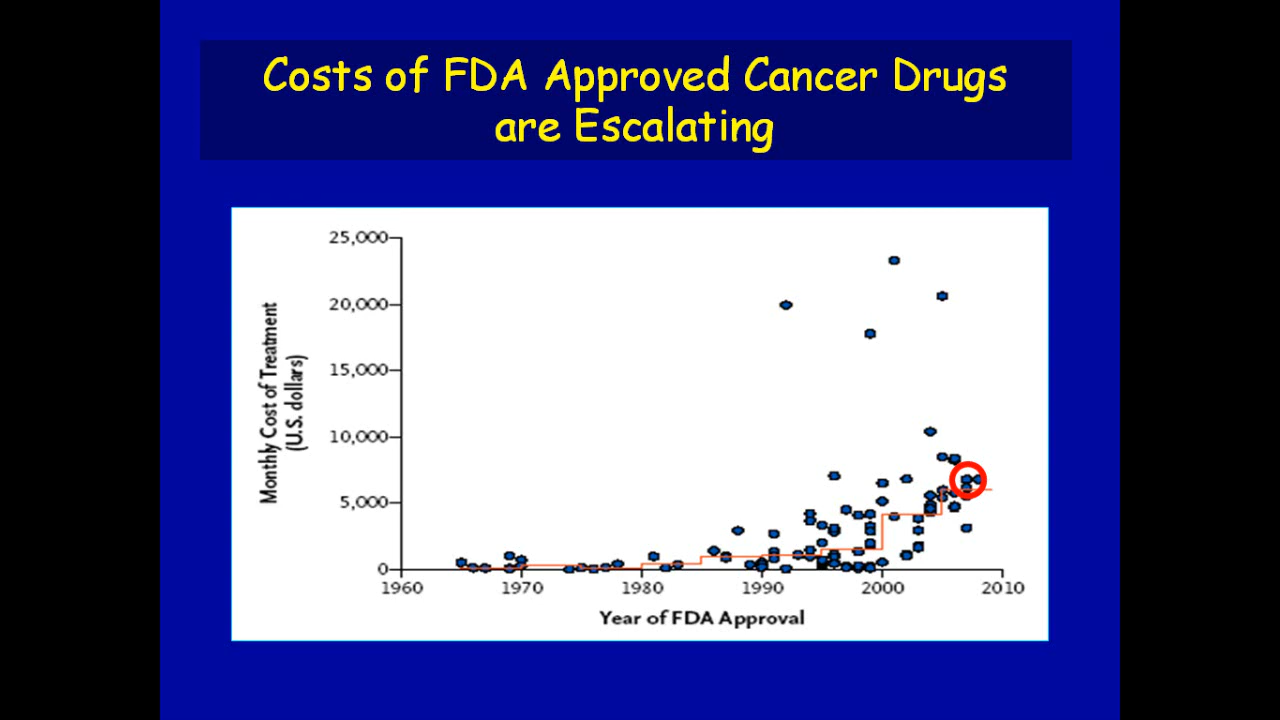 Costs of FDA Approved Cancer Drugs
are Escalating
25,000
20,000
15,000
10,000
5,000
0
Monthly Cost of Treatment
(U.S. dollars)
1960 1970 1980 1990 2000 2010
Year of FDA Approval